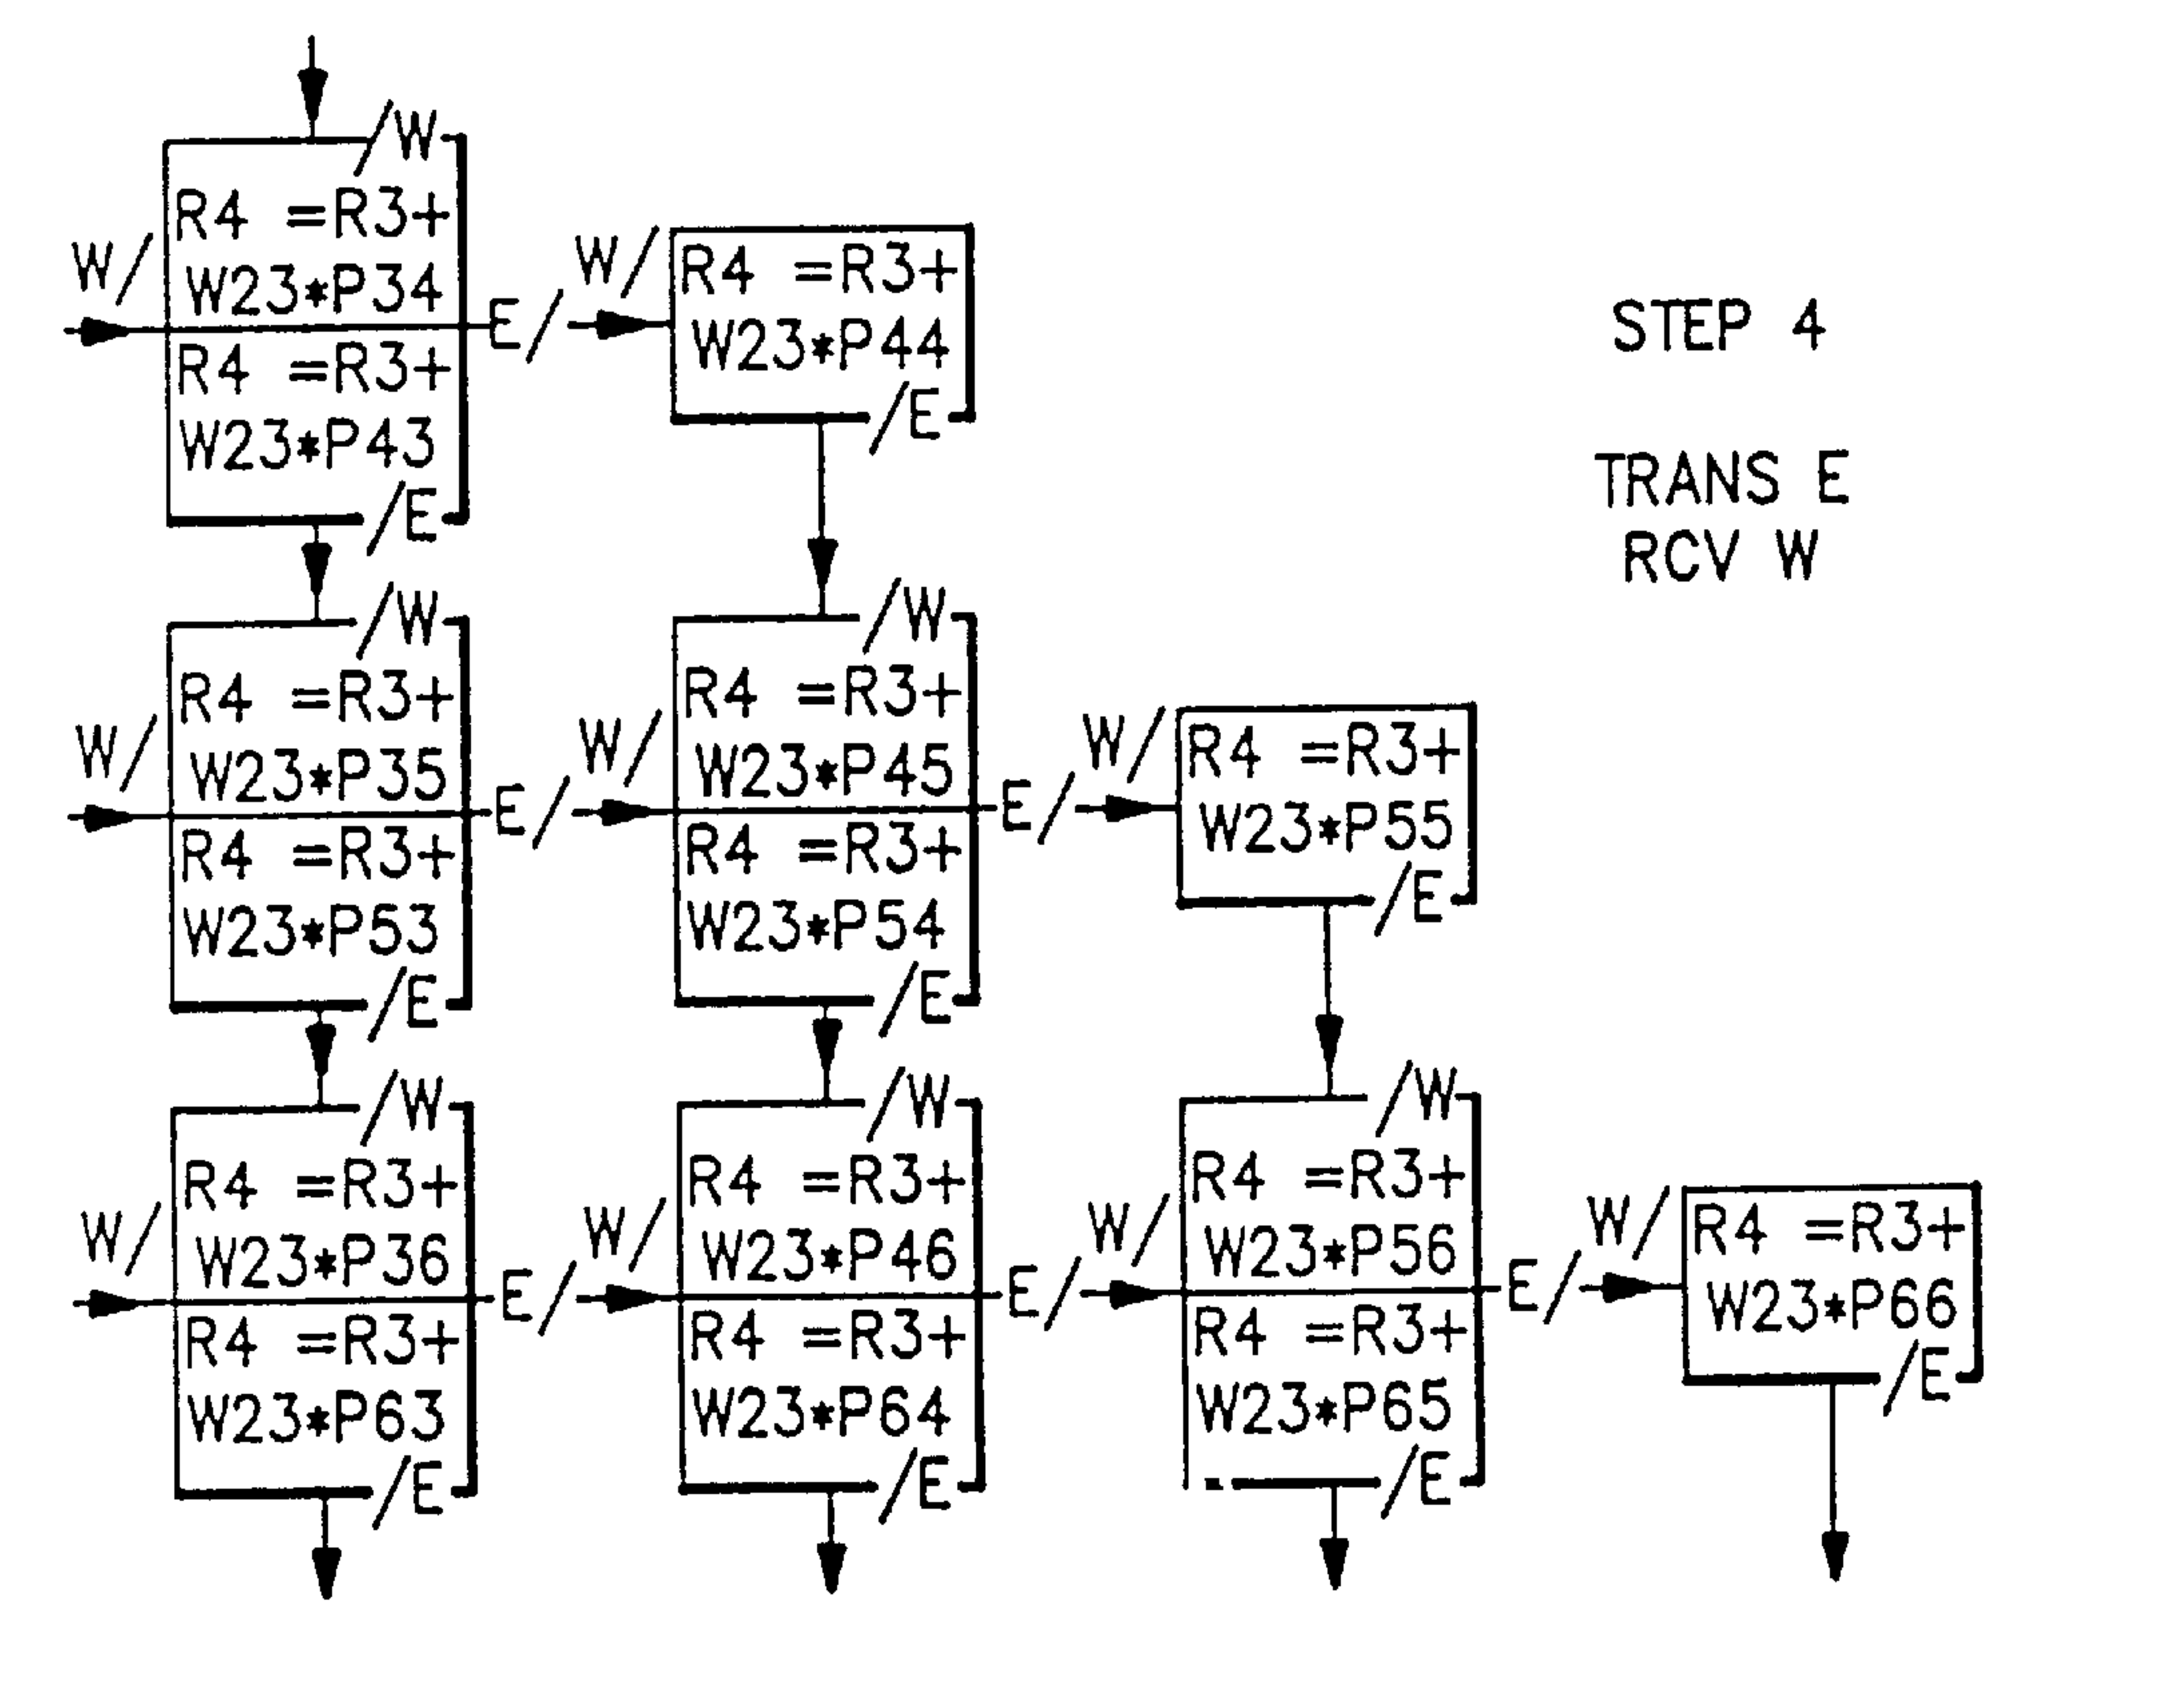 /W
R4 =R3+
W23*P34
W/
R4 =R3+
W23*P43
/E
E/
W/
R4 =R3+
W23*P44
/E
STEP 4
TRANS E
RCV W
/W
R4 =R3+
W23*P35
W/
R4 =R3+
W23*P53
/E
E/
/W
W/
R4 =R3+
W23*P45
R4 =R3+
W23*P54
/E
E/
W/
R4 =R3+
W23*P55
/E
/W
R4 =R3+
W23*P36
W/
R4 =R3+
W23*P63
/E
E/
/W
W/
R4 =R3+
W23*P46
R4 =R3+
W23*P64
/E
E/
/W
W/
R4 =R3+
W23*P56
R4 =R3+
W23*P65
/E
E/
W/
R4 =R3+
W23*P66
/E